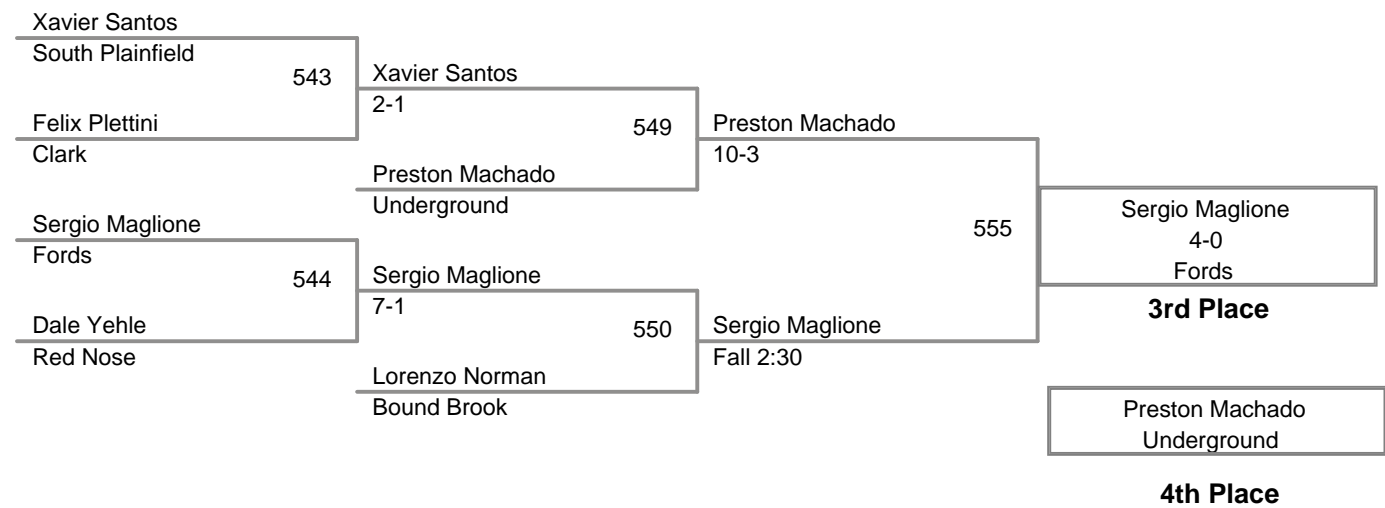 Xavier Santos
South Plainfield
543
Felix Plettini
Clark
Xavier Santos
2-1
549
Preston Machado
Underground
Preston Machado
10-3
Sergio Maglione
Fords
544
Dale Yehle
Red Nose
Sergio Maglione
7-1
550
Lorenzo Norman
Bound Brook
Sergio Maglione
Fall 2:30
555
Sergio Maglione
4-0
Fords
3rd Place
Preston Machado
Underground
4th Place